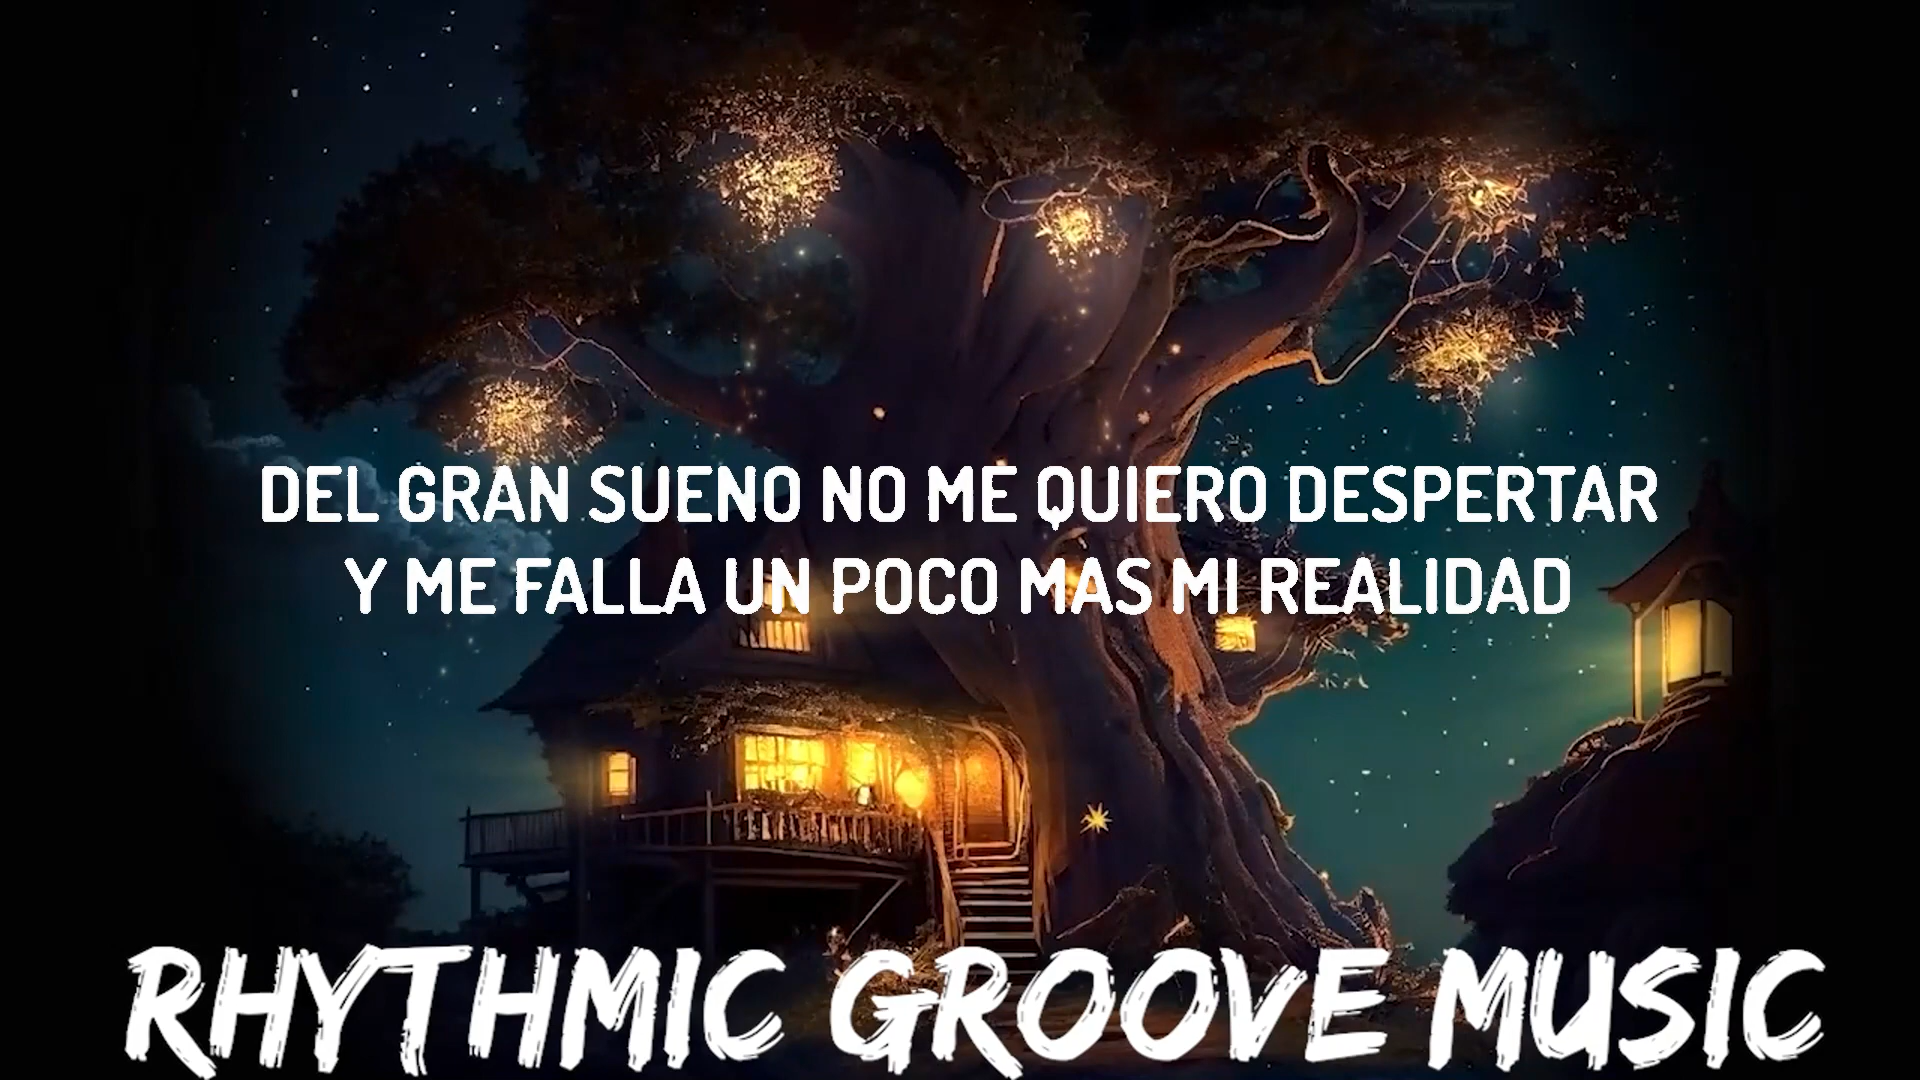 DEL GRAN SUENO NO ME QUIERO DESPERTAR
Y ME FALLA UN POCO MAS MI REALIDAD
RHYTHMIC GROOVE MUSIC